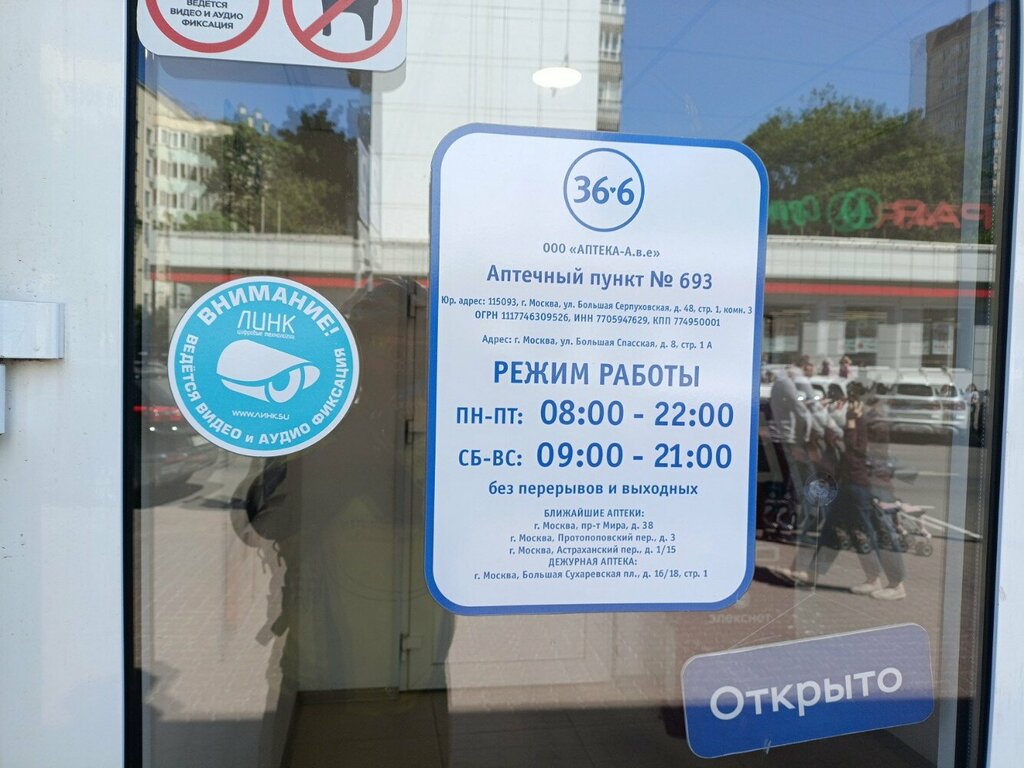 ВЕДЕТСЯ
ВИДЕО И АУДИО
ФИКСАЦИЯ
36·6
ООО «АПТЕКА-А.в.е»
Аптечный пункт № 693
Юр. адрес: 115093, г. Москва, ул. Большая Серпуховская, д. 48, стр. 1, комн. 3
ОГРН 1117746309526, ИНН 7705947629, КПП 774950001
Адрес: г. Москва, ул. Большая Спасская, д. 8, стр. 1 А
РЕЖИМ РАБОТЫ
ПН-ПТ: 08:00 - 22:00
СБ-ВС: 09:00 - 21:00
без перерывов и выходных
БЛИЖАЙШИЕ АПТЕКИ:
г. Москва, пр-т Мира, д. 38
г. Москва, Протопоповский пер., д. 3
г. Москва, Астраханский пер., д. 1/15
ДЕЖУРНАЯ АПТЕКА:
г. Москва, Большая Сухаревская пл., д. 16/18, стр. 1
ВНИМАНИЕ!
ЛИНК
цифровые технологии
WWW.ЛИНК.SU
ВЕДЁТСЯ ВИДЕО и АУДИО ФИКСАЦИЯ
элекснет
Открыто